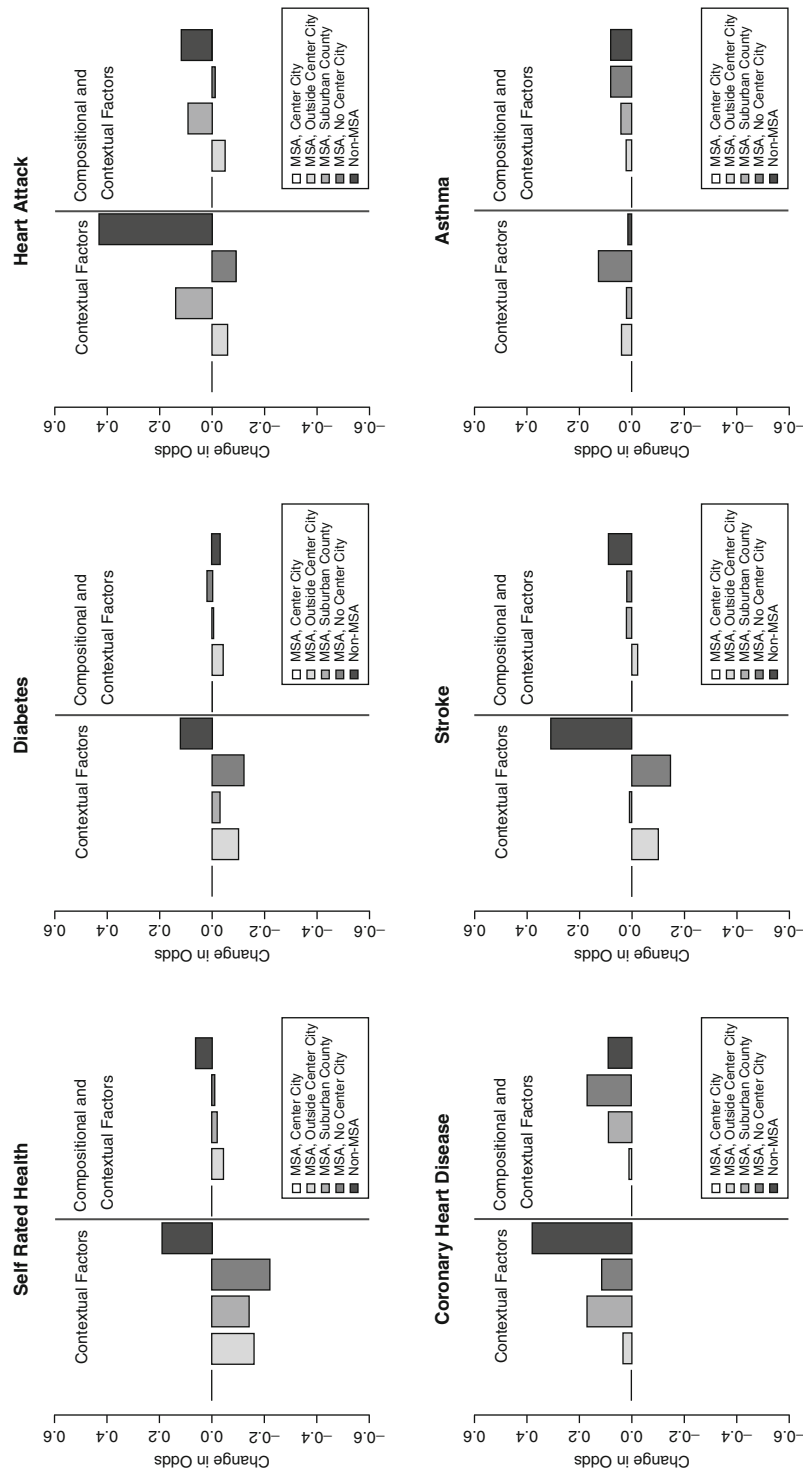 Self Rated Health
Contextual Factors
Compositional and
Contextual Factors
Change in Odds
0.6
0.4
0.2
0.0
−0.2
−0.4
−0.6
MSA, Center City
MSA, Outside Center City
MSA, Suburban County
MSA, No Center City
Non-MSA
Diabetes
Contextual Factors
Compositional and
Contextual Factors
Change in Odds
0.6
0.4
0.2
0.0
−0.2
−0.4
−0.6
MSA, Center City
MSA, Outside Center City
MSA, Suburban County
MSA, No Center City
Non-MSA
Heart Attack
Contextual Factors
Compositional and
Contextual Factors
Change in Odds
0.6
0.4
0.2
0.0
−0.2
−0.4
−0.6
MSA, Center City
MSA, Outside Center City
MSA, Suburban County
MSA, No Center City
Non-MSA
Coronary Heart Disease
Contextual Factors
Compositional and
Contextual Factors
Change in Odds
0.6
0.4
0.2
0.0
−0.2
−0.4
−0.6
MSA, Center City
MSA, Outside Center City
MSA, Suburban County
MSA, No Center City
Non-MSA
Stroke
Contextual Factors
Compositional and
Contextual Factors
Change in Odds
0.6
0.4
0.2
0.0
−0.2
−0.4
−0.6
MSA, Center City
MSA, Outside Center City
MSA, Suburban County
MSA, No Center City
Non-MSA
Asthma
Contextual Factors
Compositional and
Contextual Factors
Change in Odds
0.6
0.4
0.2
0.0
−0.2
−0.4
−0.6
MSA, Center City
MSA, Outside Center City
MSA, Suburban County
MSA, No Center City
Non-MSA